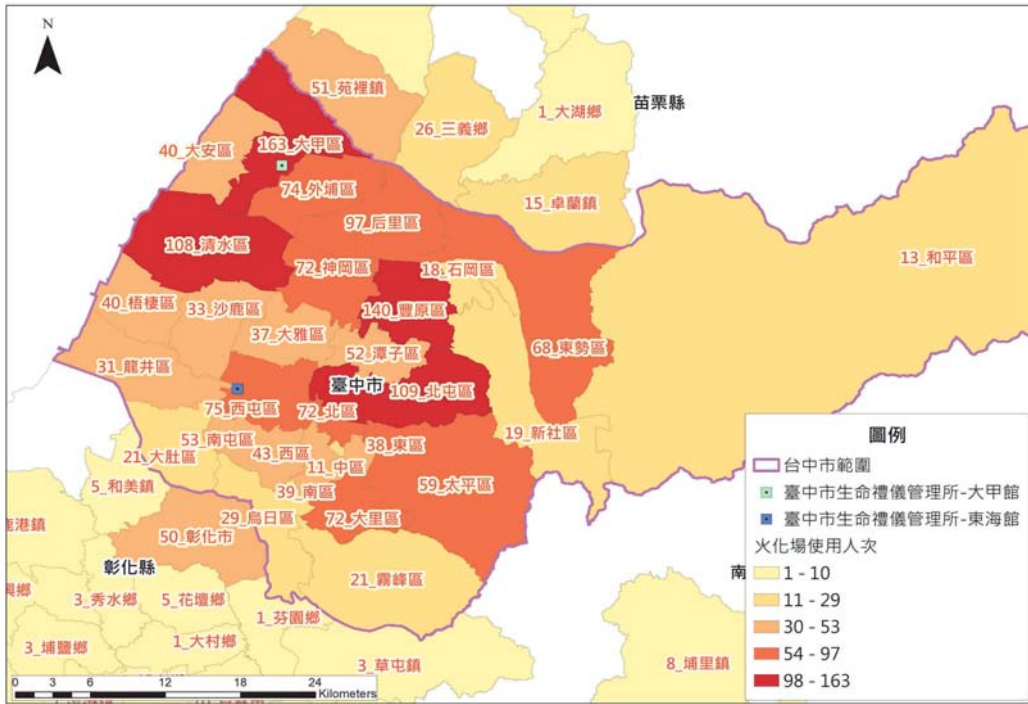 N
51_苑裡鎮
26_三義鄉
1_大湖鄉
苗栗縣
163_大甲區
40_大安區
74_外埔區
15_卓蘭鎮
97_后里區
108_清水區
13_和平區
72_神岡區
18_石岡區
40_梧棲區
33_沙鹿區
140_豐原區
37_大雅區
52_潭子區
68_東勢區
31_龍井區
臺中市
109_北屯區
75_西屯區
72_北區
53_南屯區
38_東區
19_新社區
43_西區
21_大肚區
11_中區
5_和美鎮
39_南區
59_太平區
29_烏日區
72_大里區
鹿港鎮
50_彰化市
彰化縣
21_霧峰區
南
3_秀水鄉
5_花壇鄉
1_芬園鄉
3_埔鹽鄉
1_大村鄉
3_草屯鎮
8_埔里鎮
圖例
台中市範圍
臺中市生命禮儀管理所-大甲館
臺中市生命禮儀管理所-東海館
火化場使用人次
1 - 10
11 - 29
30 - 53
54 - 97
98 - 163
0 3 6 12 18 24
Kilometers